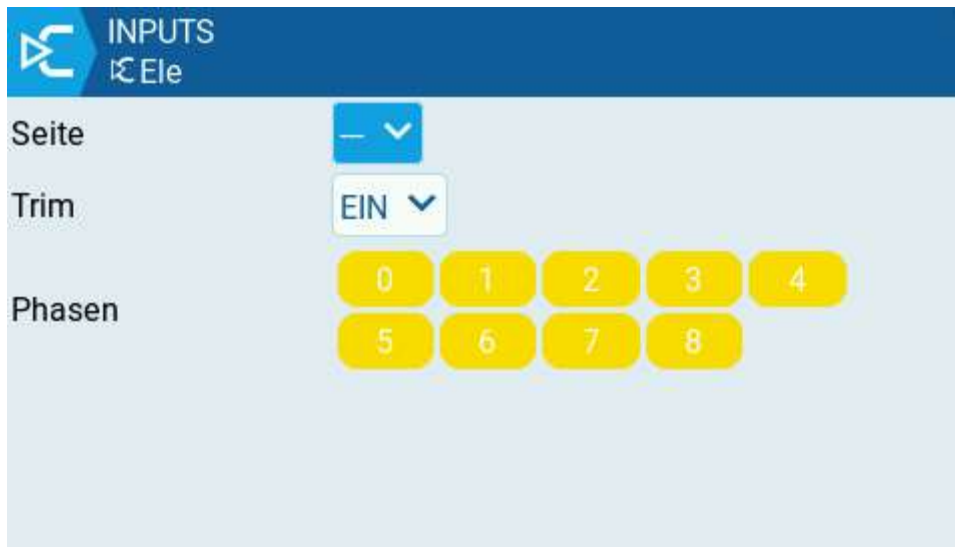 INPUTS
Ele
Seite —
Trim EIN
Phasen
0 1 2 3 4
5 6 7 8